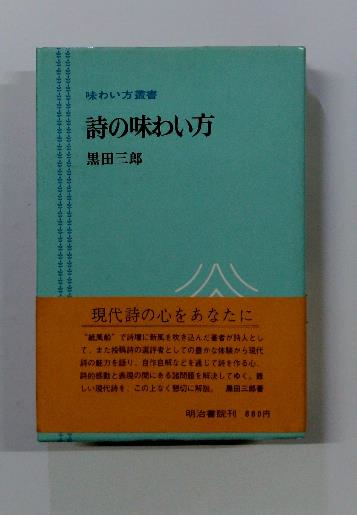 味わい方叢書
詩の味わい方
黒田三郎
現代詩の心をあなたに
"紙風船"で詩壇に新風を吹き込んだ著者が詩人とし
て、また投稿詩の選評者としての豊かな体験から現代
詩の魅力を語り、自作自解などを通じて詩を作る心、
詩的感動と表現の間にある諸問題を解決してゆく。難
しい現代詩を、この上なく懇切に解説。 黒田三郎著
明治書院刊 680円